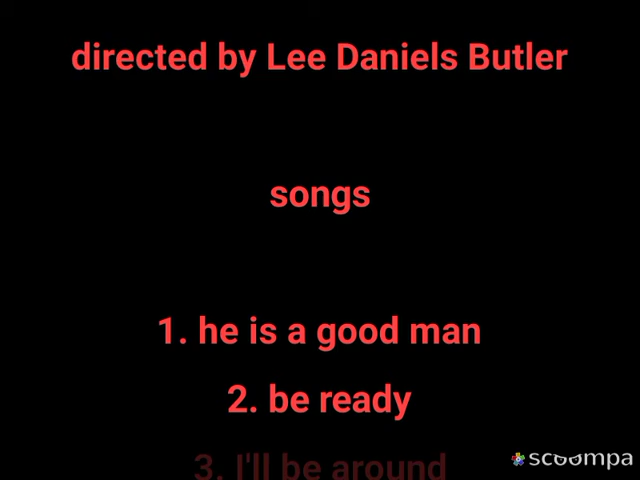 directed by Lee Daniels Butler
songs
1. he is a good man
2. be ready
3. I'll be around
scoompa